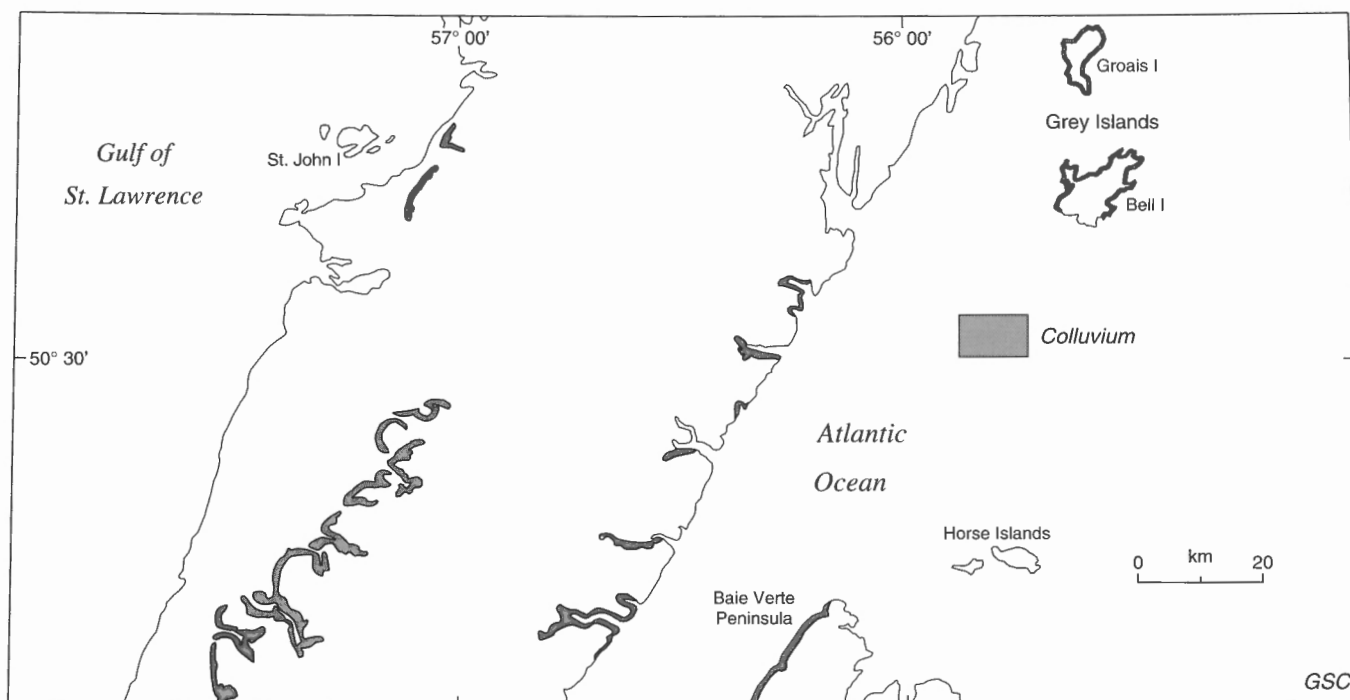 57° 00'
56° 00'
Groais I
Grey Islands
Gulf of
St. Lawrence
St. John I
Bell I
Colluvium
50° 30'
Atlantic
Ocean
Horse Islands
0 km 20
Baie Verte
Peninsula
GSC